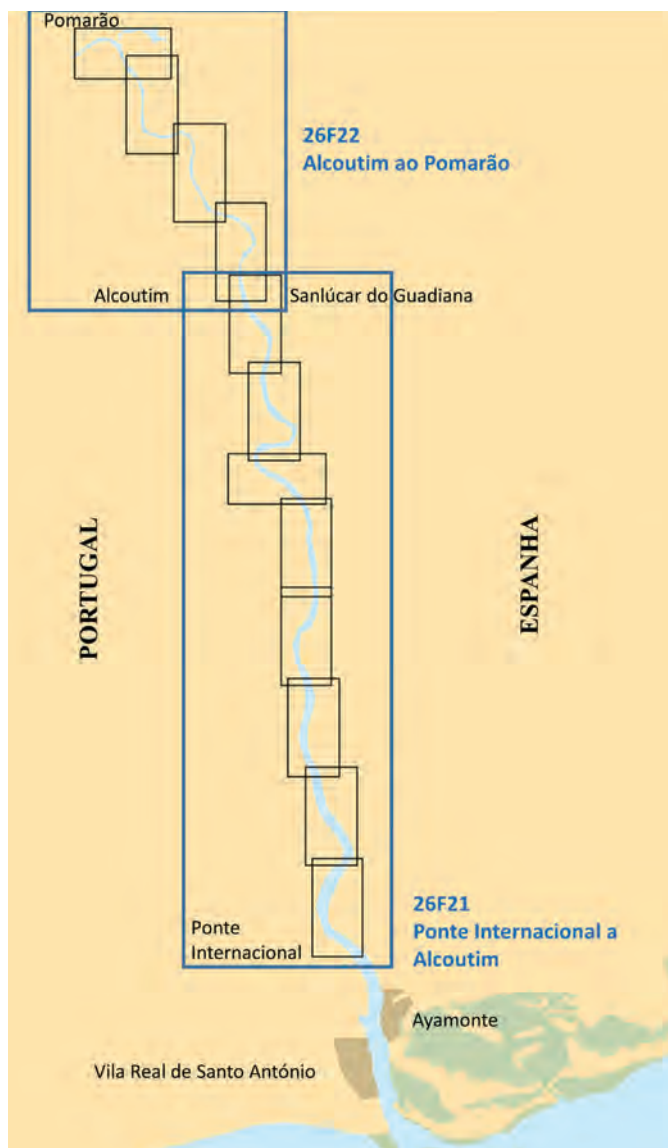 Pomarão
26F22
Alcoutim ao Pomarão
Alcoutim
Sanlúcar do Guadiana
PORTUGAL
ESPANHA
26F21
Ponte Internacional a
Alcoutim
Ponte
Internacional
Ayamonte
Vila Real de Santo António